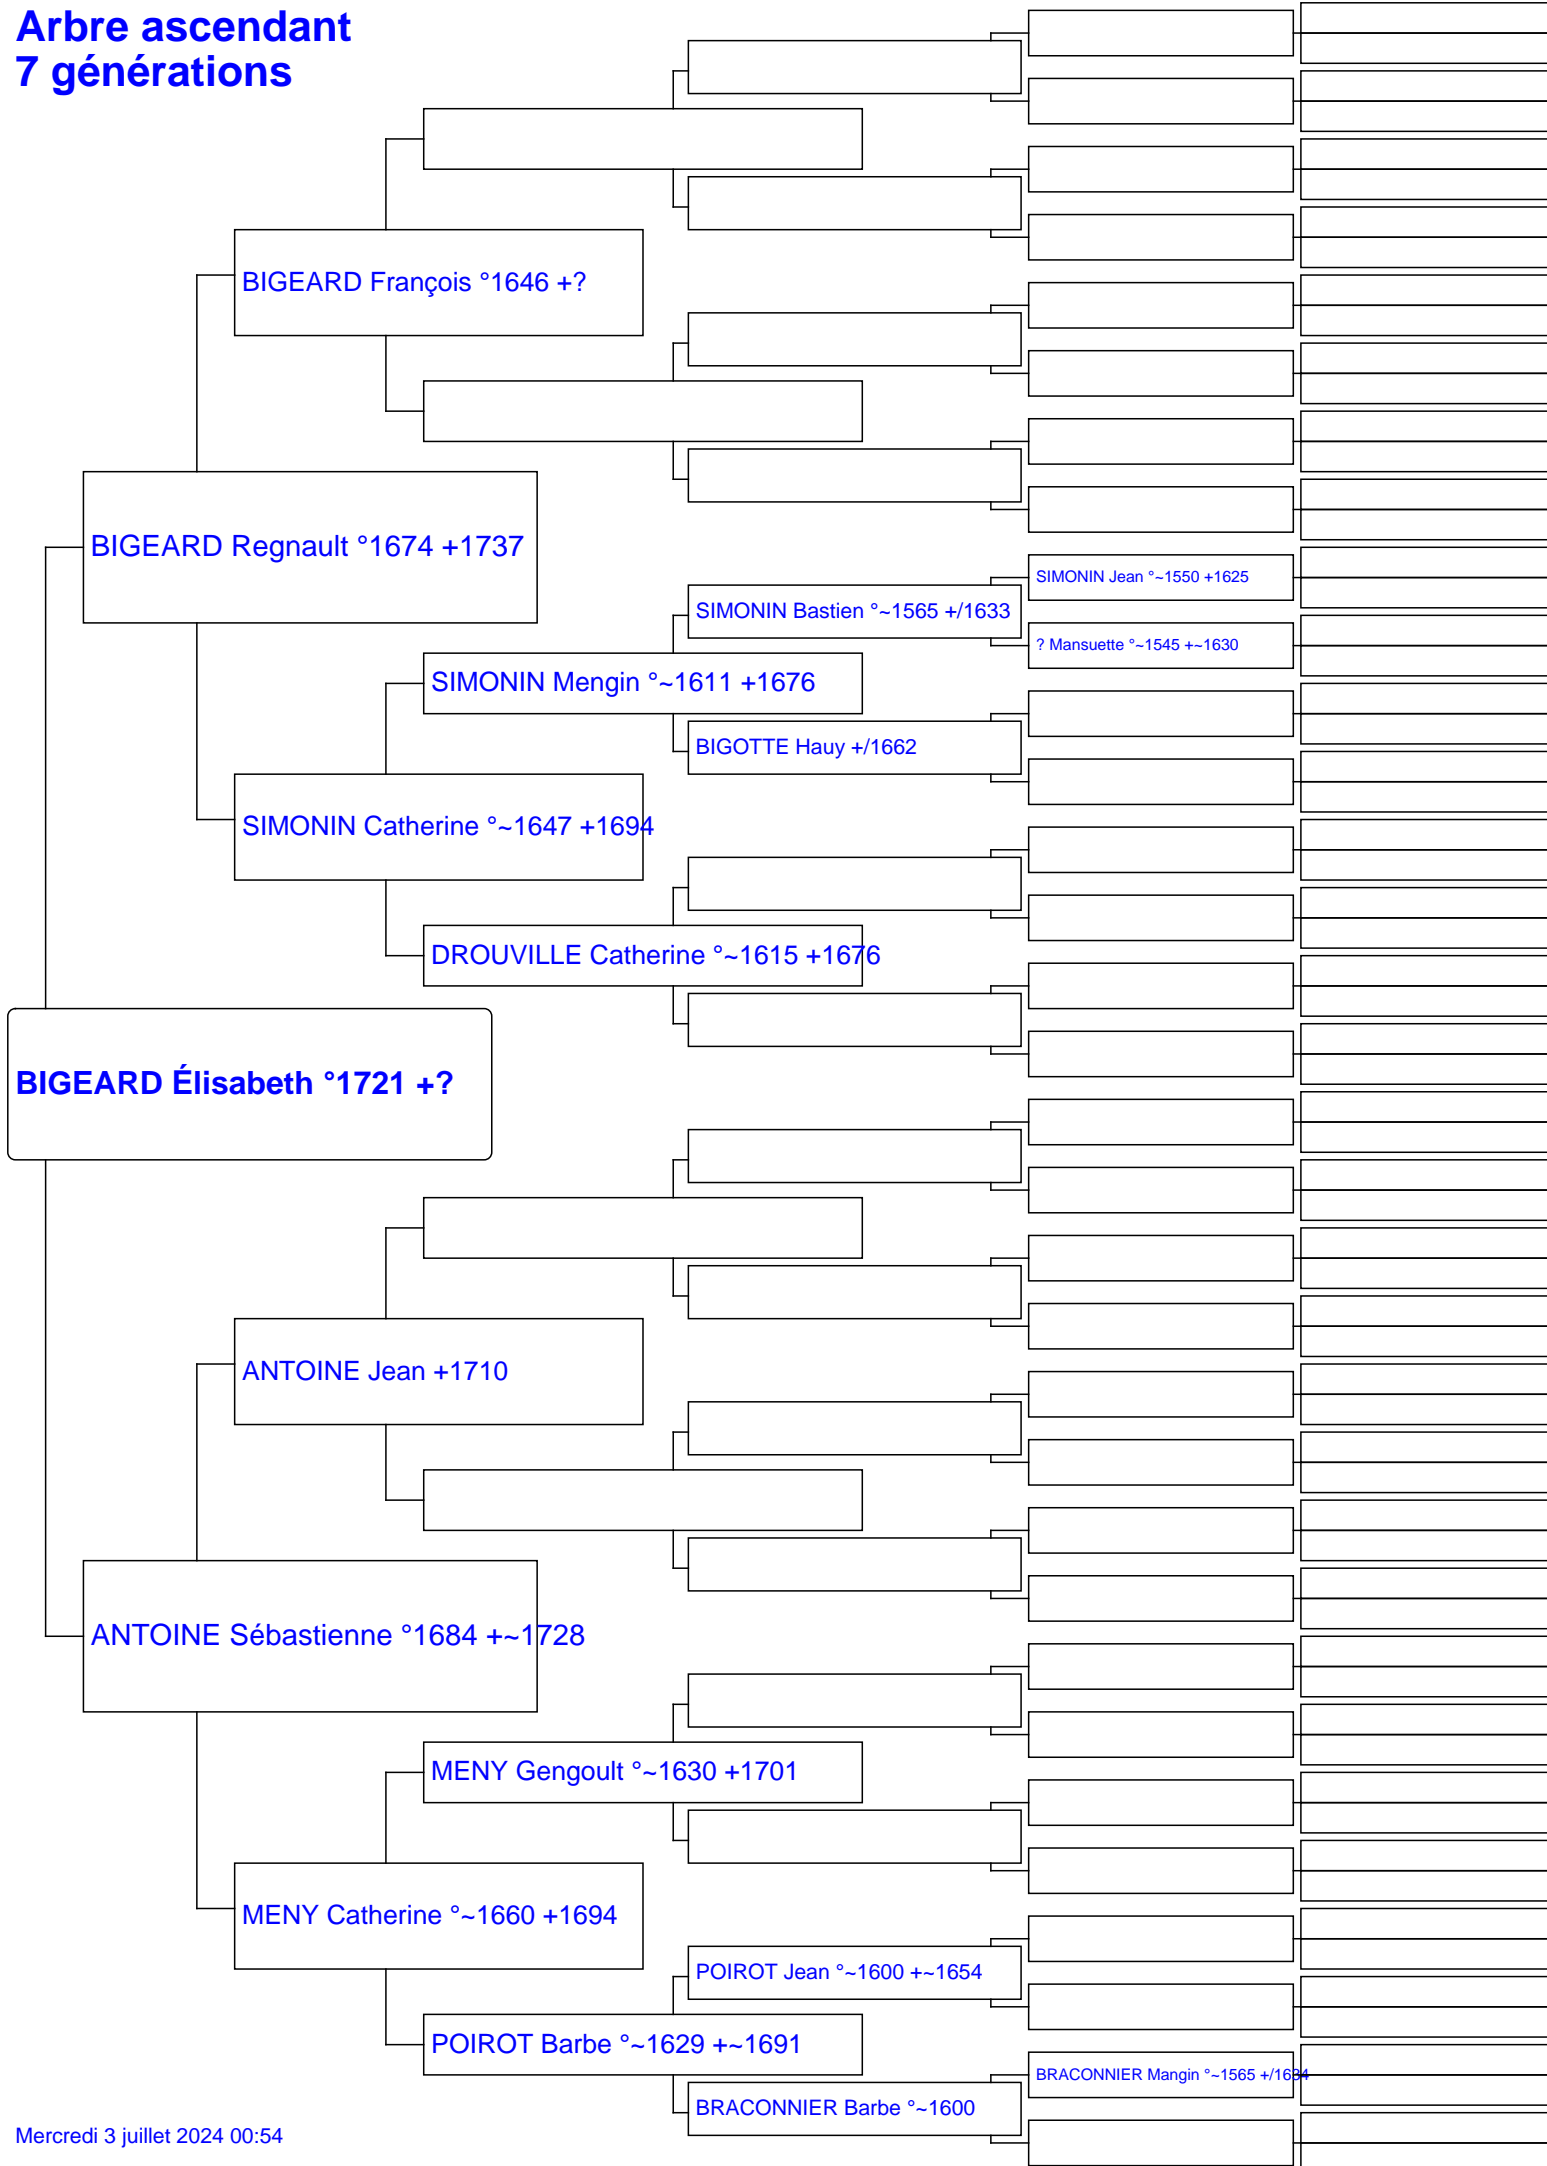 Arbre ascendant
7 générations
BIGEARD François °1646 +?
BIGEARD Regnault °1674 +1737
SIMONIN Jean °~1550 +1625
SIMONIN Bastien °~1565 +/1633
? Mansuette °~1545 +~1630
SIMONIN Mengin °~1611 +1676
BIGOTTE Hauy +/1662
SIMONIN Catherine °~1647 +1694
DROUVILLE Catherine °~1615 +1676
BIGEARD Élisabeth °1721 +?
ANTOINE Jean +1710
ANTOINE Sébastienne °1684 +~1728
MENY Gengoult °~1630 +1701
MENY Catherine °~1660 +1694
POIROT Jean °~1600 +~1654
POIROT Barbe °~1629 +~1691
BRACONNIER Mangin °~1565 +/1634
BRACONNIER Barbe °~1600
Mercredi 3 juillet 2024 00:54